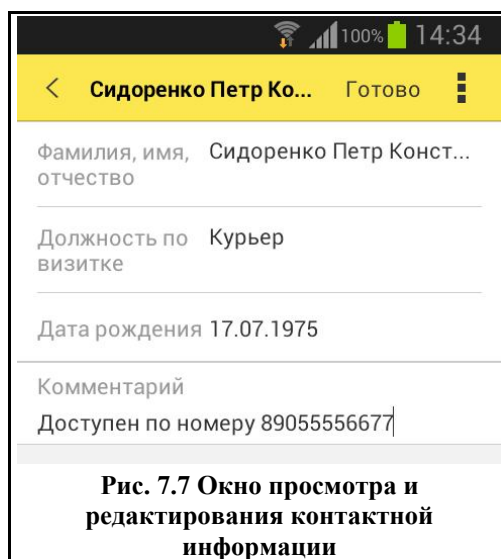 100% 14:34
Сидоренко Петр Ко... Готово
Фамилия, имя, Сидоренко Петр Конст...
отчество
Должность по Курьер
визитке
Дата рождения 17.07.1975
Комментарий
Доступен по номеру 89055556677
Рис. 7.7 Окно просмотра и
редактирования контактной
информации